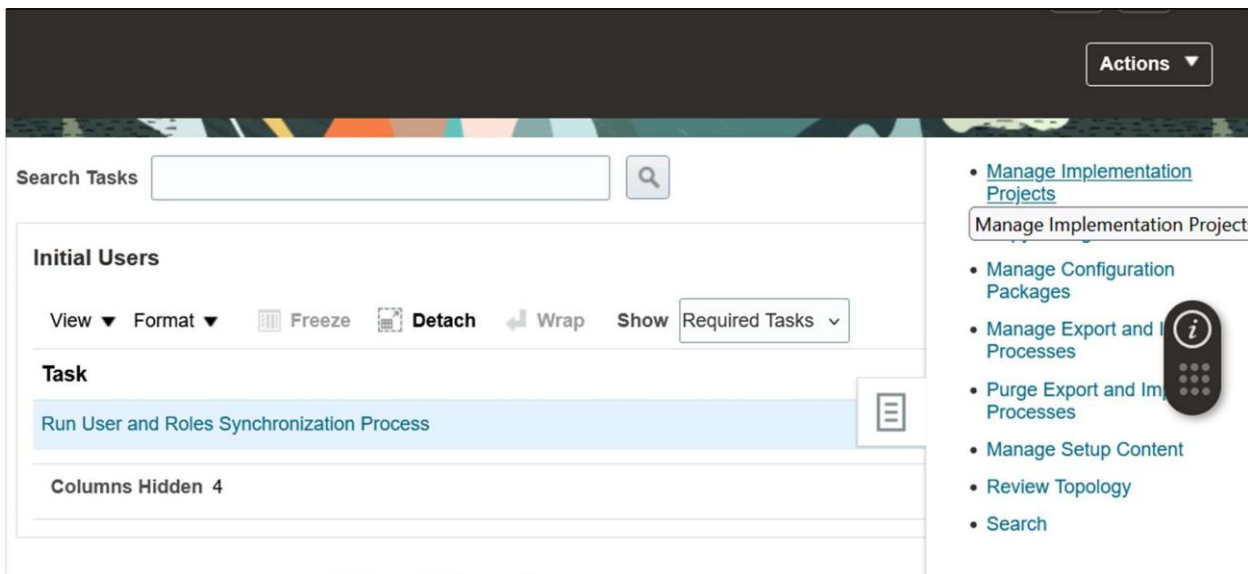 Actions
Search Tasks
Manage Implementation
Projects
Manage Implementation Project
Initial Users
Manage Configuration
Packages
View Format Freeze Detach Wrap Show Required Tasks
Manage Export and
Processes
Task
Purge Export and
Processes
Run User and Roles Synchronization Process
Manage Setup Content
Columns Hidden 4
Review Topology
Search